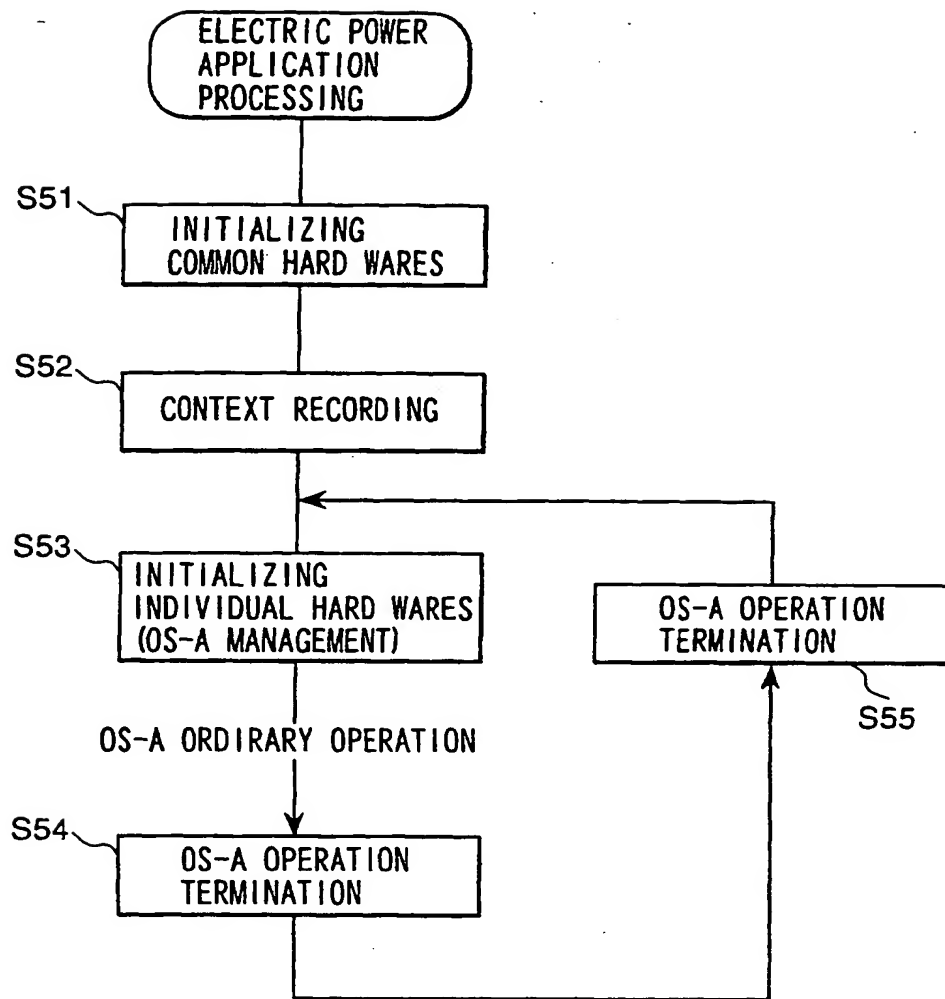 ELECTRIC POWER
APPLICATION
PROCESSING
S51
INITIALIZING
COMMON HARD WARES
S52
CONTEXT RECORDING
S53
INITIALIZING
INDIVIDUAL HARD WARES
(OS-A MANAGEMENT)
OS-A OPERATION
TERMINATION
S55
OS-A ORDIRARY OPERATION
S54
OS-A OPERATION
TERMINATION